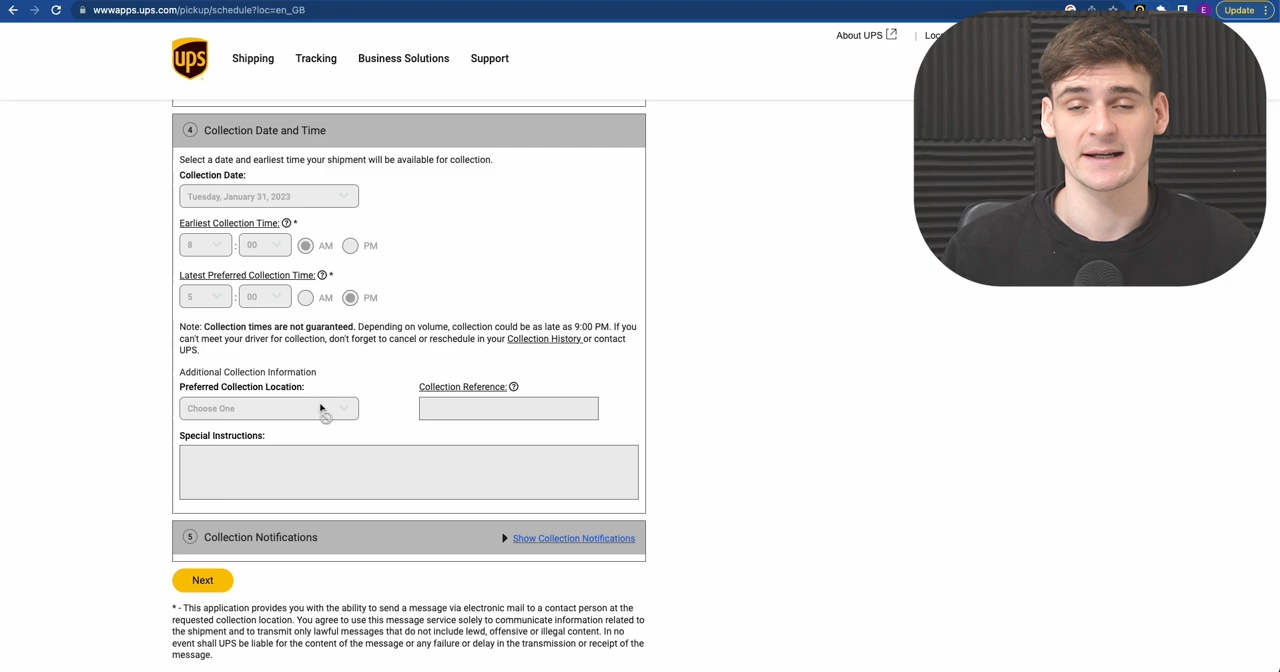 wwwapps.ups.com/pickup/schedule?loc=en_GB
E
Update
About UPS
ups
Shipping
Tracking
Business Solutions
Support
4 Collection Date and Time
Select a date and earliest time your shipment will be available for collection.
Collection Date:
Tuesday, January 31, 2023
Earliest Collection Time: ? *
8 : 00 AM PM
Latest Preferred Collection Time: ? *
5 : 00 AM PM
Note: Collection times are not guaranteed. Depending on volume, collection could be as late as 9:00 PM. If you
can't meet your driver for collection, don't forget to cancel or reschedule in your Collection History or contact
UPS.
Additional Collection Information
Preferred Collection Location:
Collection Reference: ?
Choose One
Special Instructions:
5 Collection Notifications
Show Collection Notifications
Next
* - This application provides you with the ability to send a message via electronic mail to a contact person at the
requested collection location. You agree to use this message service solely to communicate information related to
the shipment and to transmit only lawful messages that do not include lewd, offensive or illegal content. In no
event shall UPS be liable for the content of the message or any failure or delay in the transmission or receipt of the
message.